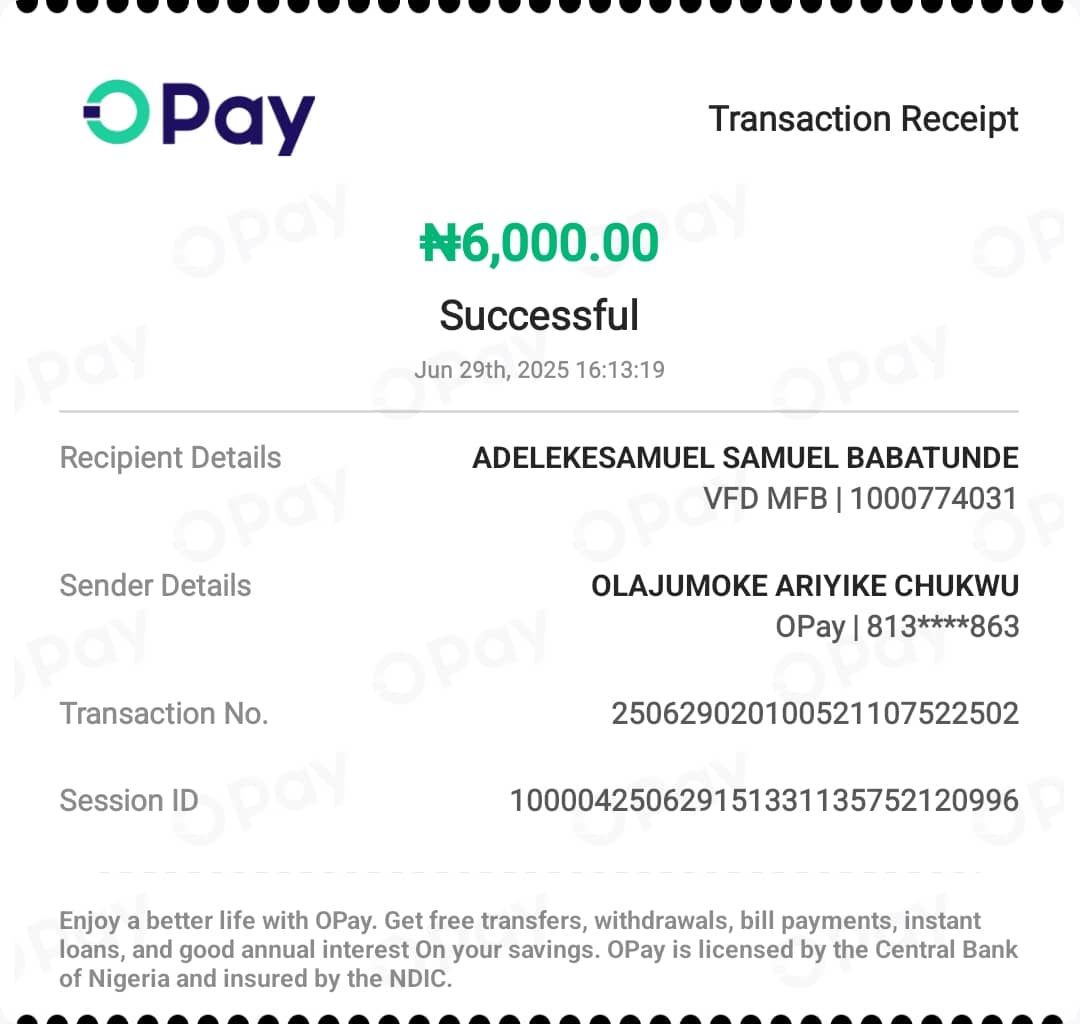 OPay
Transaction Receipt
₦6,000.00
Successful
Jun 29th, 2025 16:13:19
Recipient Details
ADELEKESAMUEL SAMUEL BABATUNDE
VFD MFB | 1000774031
Sender Details
OLAJUMOKE ARIYIKE CHUKWU
OPay | 813****863
Transaction No.
250629020100521107522502
Session ID
100004250629151331135752120996
Enjoy a better life with OPay. Get free transfers, withdrawals, bill payments, instant
loans, and good annual interest On your savings. OPay is licensed by the Central Bank
of Nigeria and insured by the NDIC.